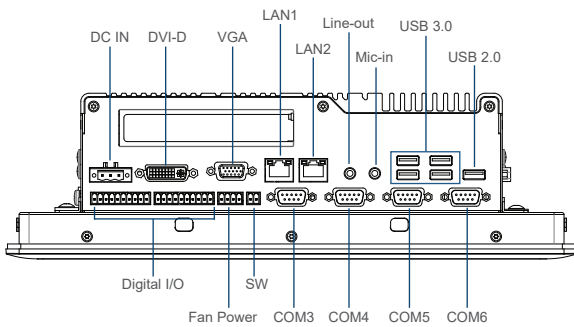 LAN1
Line-out
USB 3.0
DC IN
DVI-D
VGA
LAN2
Mic-in
USB 2.0
Digital I/O
SW
Fan Power
COM3
COM4
COM5
COM6